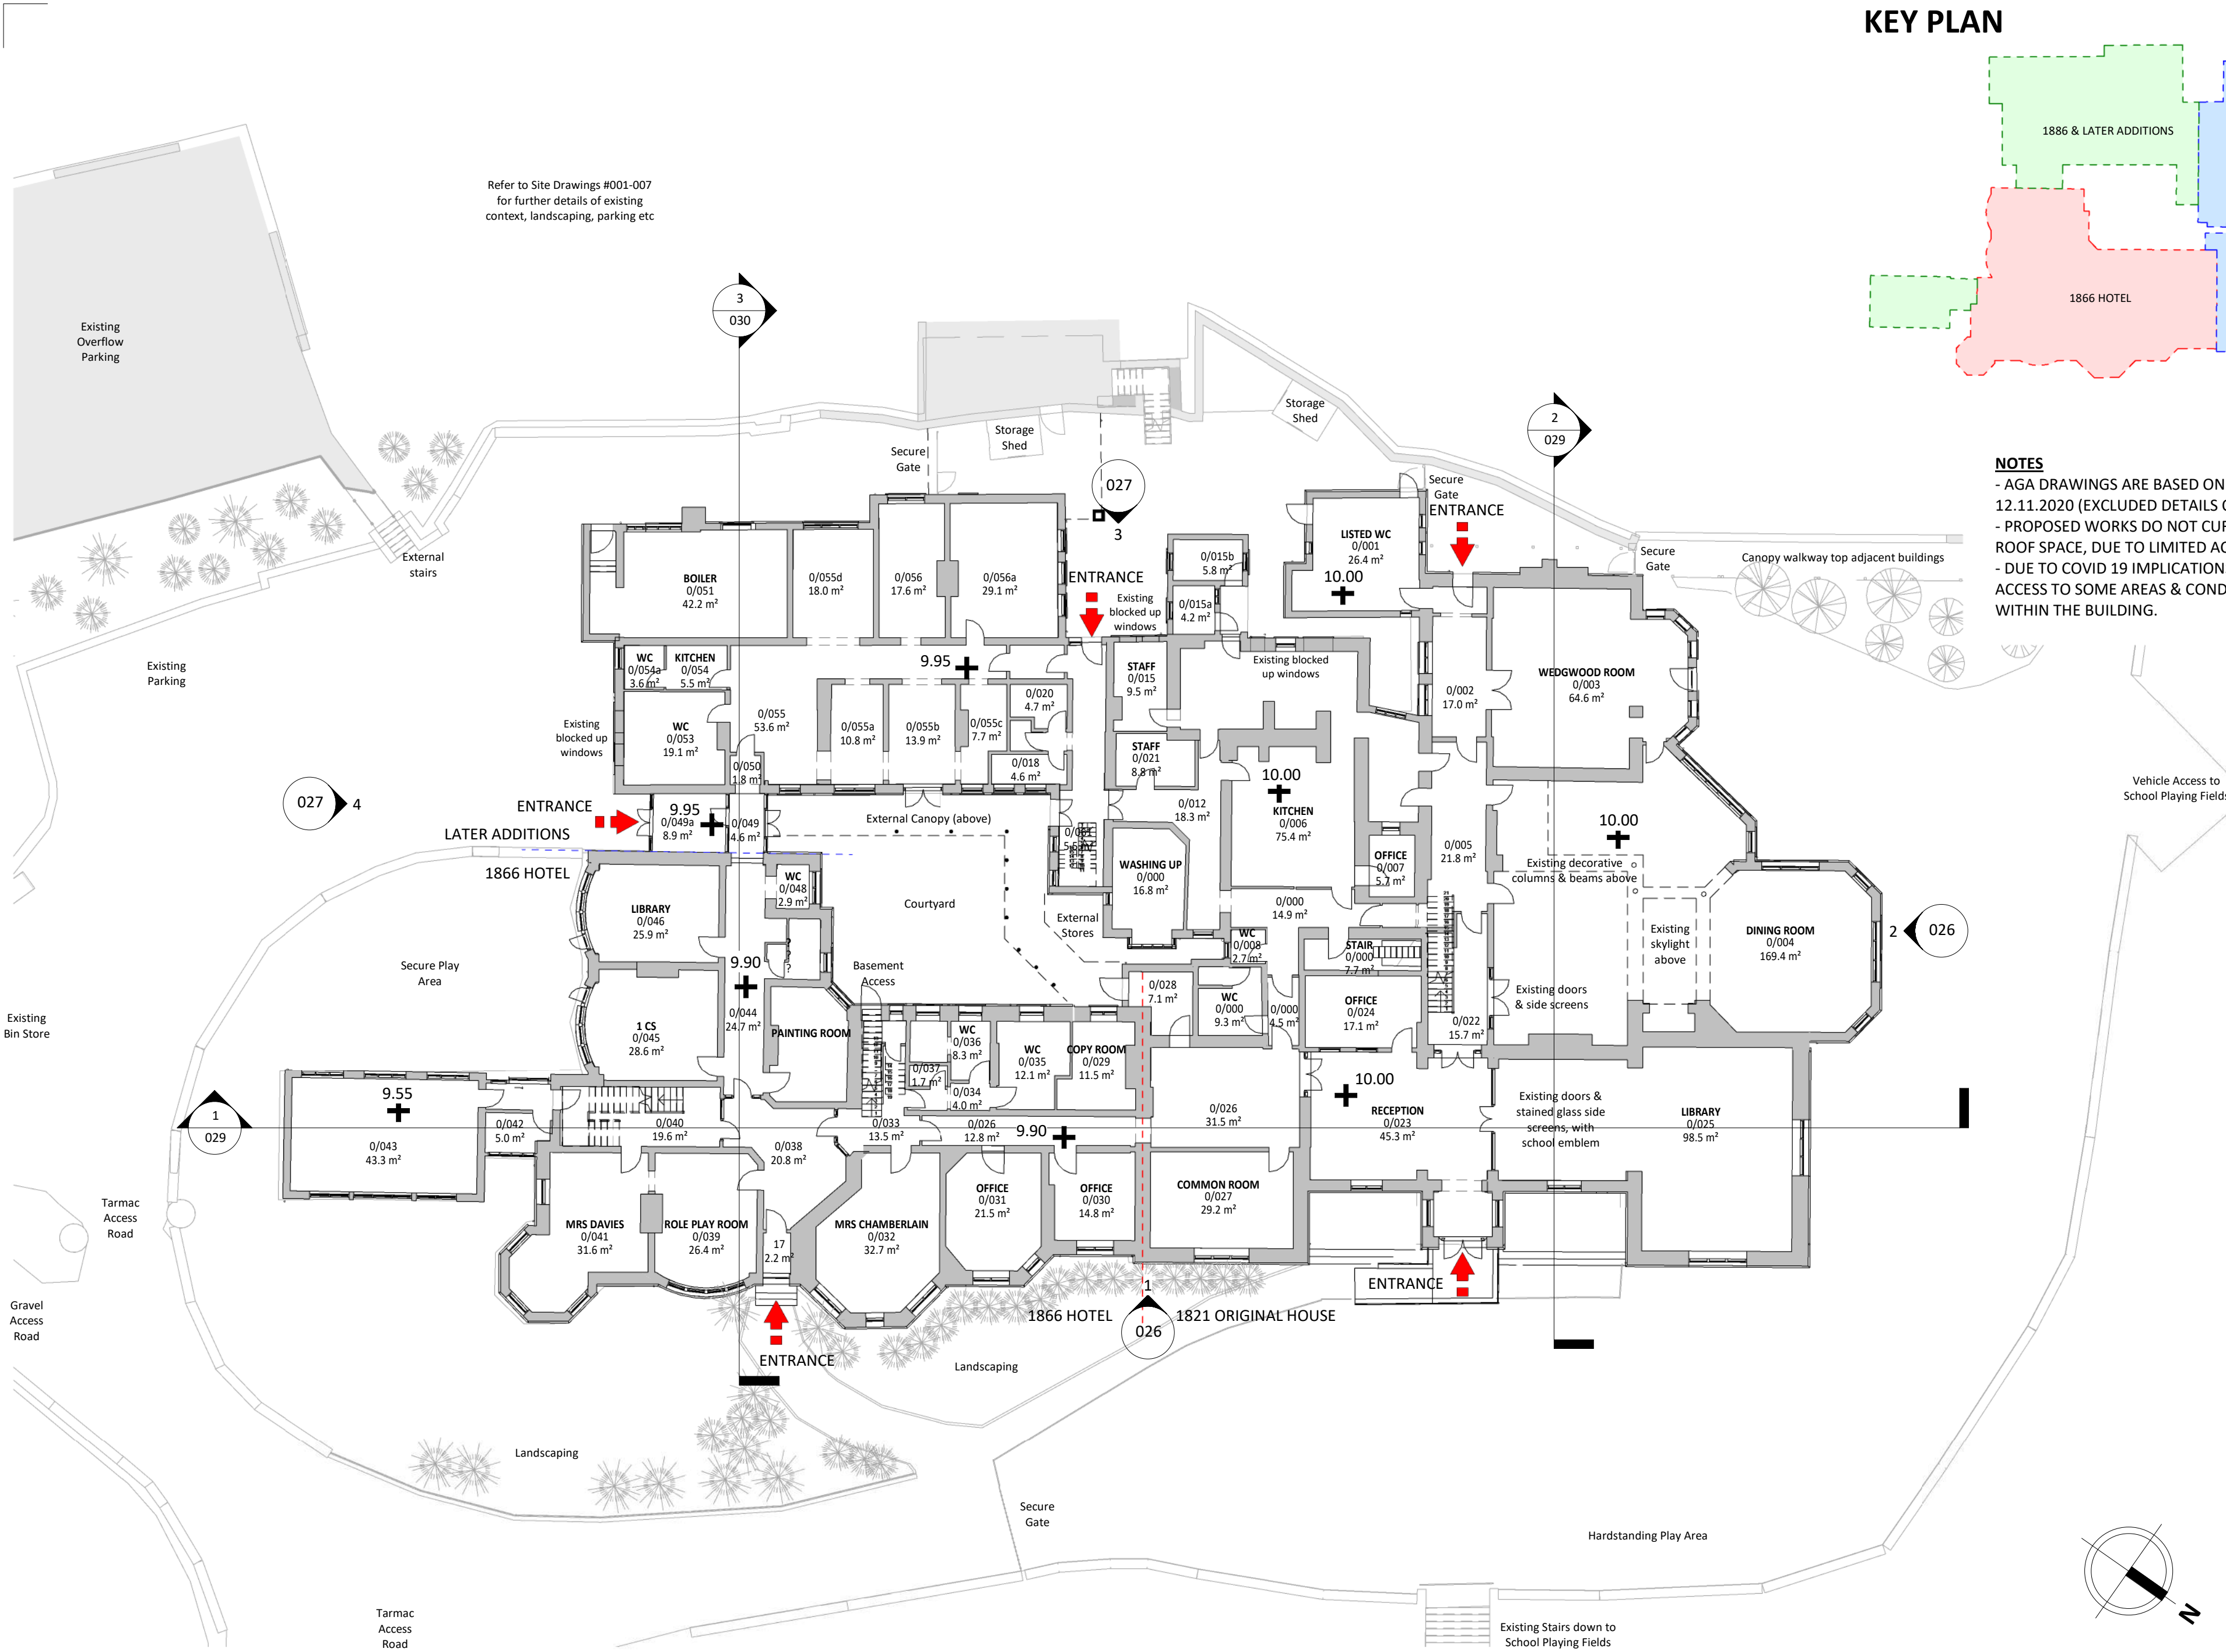 KEY PLAN
1886 & LATER ADDITIONS
1866 HOTEL
Refer to Site Drawings #001-007
for further details of existing
context, landscaping, parking etc
3
030
Existing
Overflow
Parking
Storage
Shed
Storage
Shed
2
029
Secure
Gate
NOTES
- AGA DRAWINGS ARE BASED ON
12.11.2020 (EXCLUDED DETAILS
- PROPOSED WORKS DO NOT
ROOF SPACE, DUE TO LIMITED
- DUE TO COVID 19 IMPLICATION
ACCESS TO SOME AREAS &
WITHIN THE BUILDING.
027
3
Secure
Gate
ENTRANCE
LISTED WC
0/001
26.4 m²
10.00
Secure
Gate
Canopy walkway top adjacent buildings
External
stairs
BOILER
0/051
42.2 m²
0/055d
18.0 m²
0/056
17.6 m²
0/056a
29.1 m²
ENTRANCE
Existing
blocked up
windows
0/015b
5.8 m²
0/015a
4.2 m²
Existing
Parking
WC
0/054a
3.6 m²
KITCHEN
0/054
5.5 m²
9.95
STAFF
0/015
9.5 m²
Existing blocked
up windows
0/002
17.0 m²
WEDGWOOD ROOM
0/003
64.6 m²
Existing
blocked up
windows
WC
0/053
19.1 m²
0/055
53.6 m²
0/055a
10.8 m²
0/055b
13.9 m²
0/055c
7.7 m²
0/020
4.7 m²
0/018
4.6 m²
0/050
1.8 m²
STAFF
0/021
8.8 m²
10.00
KITCHEN
0/006
75.4 m²
Vehicle Access to
School Playing Fields
027
4
ENTRANCE
9.95
0/049a
8.9 m²
0/049
4.6 m²
LATER ADDITIONS
1866 HOTEL
External Canopy (above)
0/012
18.3 m²
10.00
OFFICE
0/007
5.7 m²
0/005
21.8 m²
Existing decorative
columns & beams above
WASHING UP
0/000
16.8 m²
WC
0/048
2.9 m²
LIBRARY
0/046
25.9 m²
Courtyard
External
Stores
0/000
14.9 m²
WC
0/008
2.7 m²
STAIR
0/000
7.7 m²
Existing
skylight
above
DINING ROOM
0/004
169.4 m²
2
026
?
?
?
9.90
Secure Play
Area
Basement
Access
Existing
Bin Store
0/028
7.1 m²
WC
0/000
9.3 m²
0/000
4.5 m²
OFFICE
0/024
17.1 m²
0/022
15.7 m²
Existing doors
& side screens
1 CS
0/045
28.6 m²
0/044
24.7 m²
PAINTING ROOM
WC
0/036
8.3 m²
0/037
1.7 m²
0/034
4.0 m²
WC
0/035
12.1 m²
COPY ROOM
0/029
11.5 m²
9.55
10.00
RECEPTION
0/023
45.3 m²
Existing doors &
stained glass side
screens, with
school emblem
LIBRARY
0/025
98.5 m²
1
029
0/043
43.3 m²
0/042
5.0 m²
0/040
19.6 m²
0/038
20.8 m²
0/033
13.5 m²
0/026
12.8 m²
9.90
0/026
31.5 m²
Tarmac
Access
Road
MRS DAVIES
0/041
31.6 m²
ROLE PLAY ROOM
0/039
26.4 m²
17
2.2 m²
MRS CHAMBERLAIN
0/032
32.7 m²
OFFICE
0/031
21.5 m²
OFFICE
0/030
14.8 m²
COMMON ROOM
0/027
29.2 m²
Gravel
Access
Road
ENTRANCE
1
026
1866 HOTEL
1821 ORIGINAL HOUSE
ENTRANCE
Landscaping
Landscaping
Secure
Gate
Hardstanding Play Area
Tarmac
Access
Road
Existing Stairs down to
School Playing Fields
N